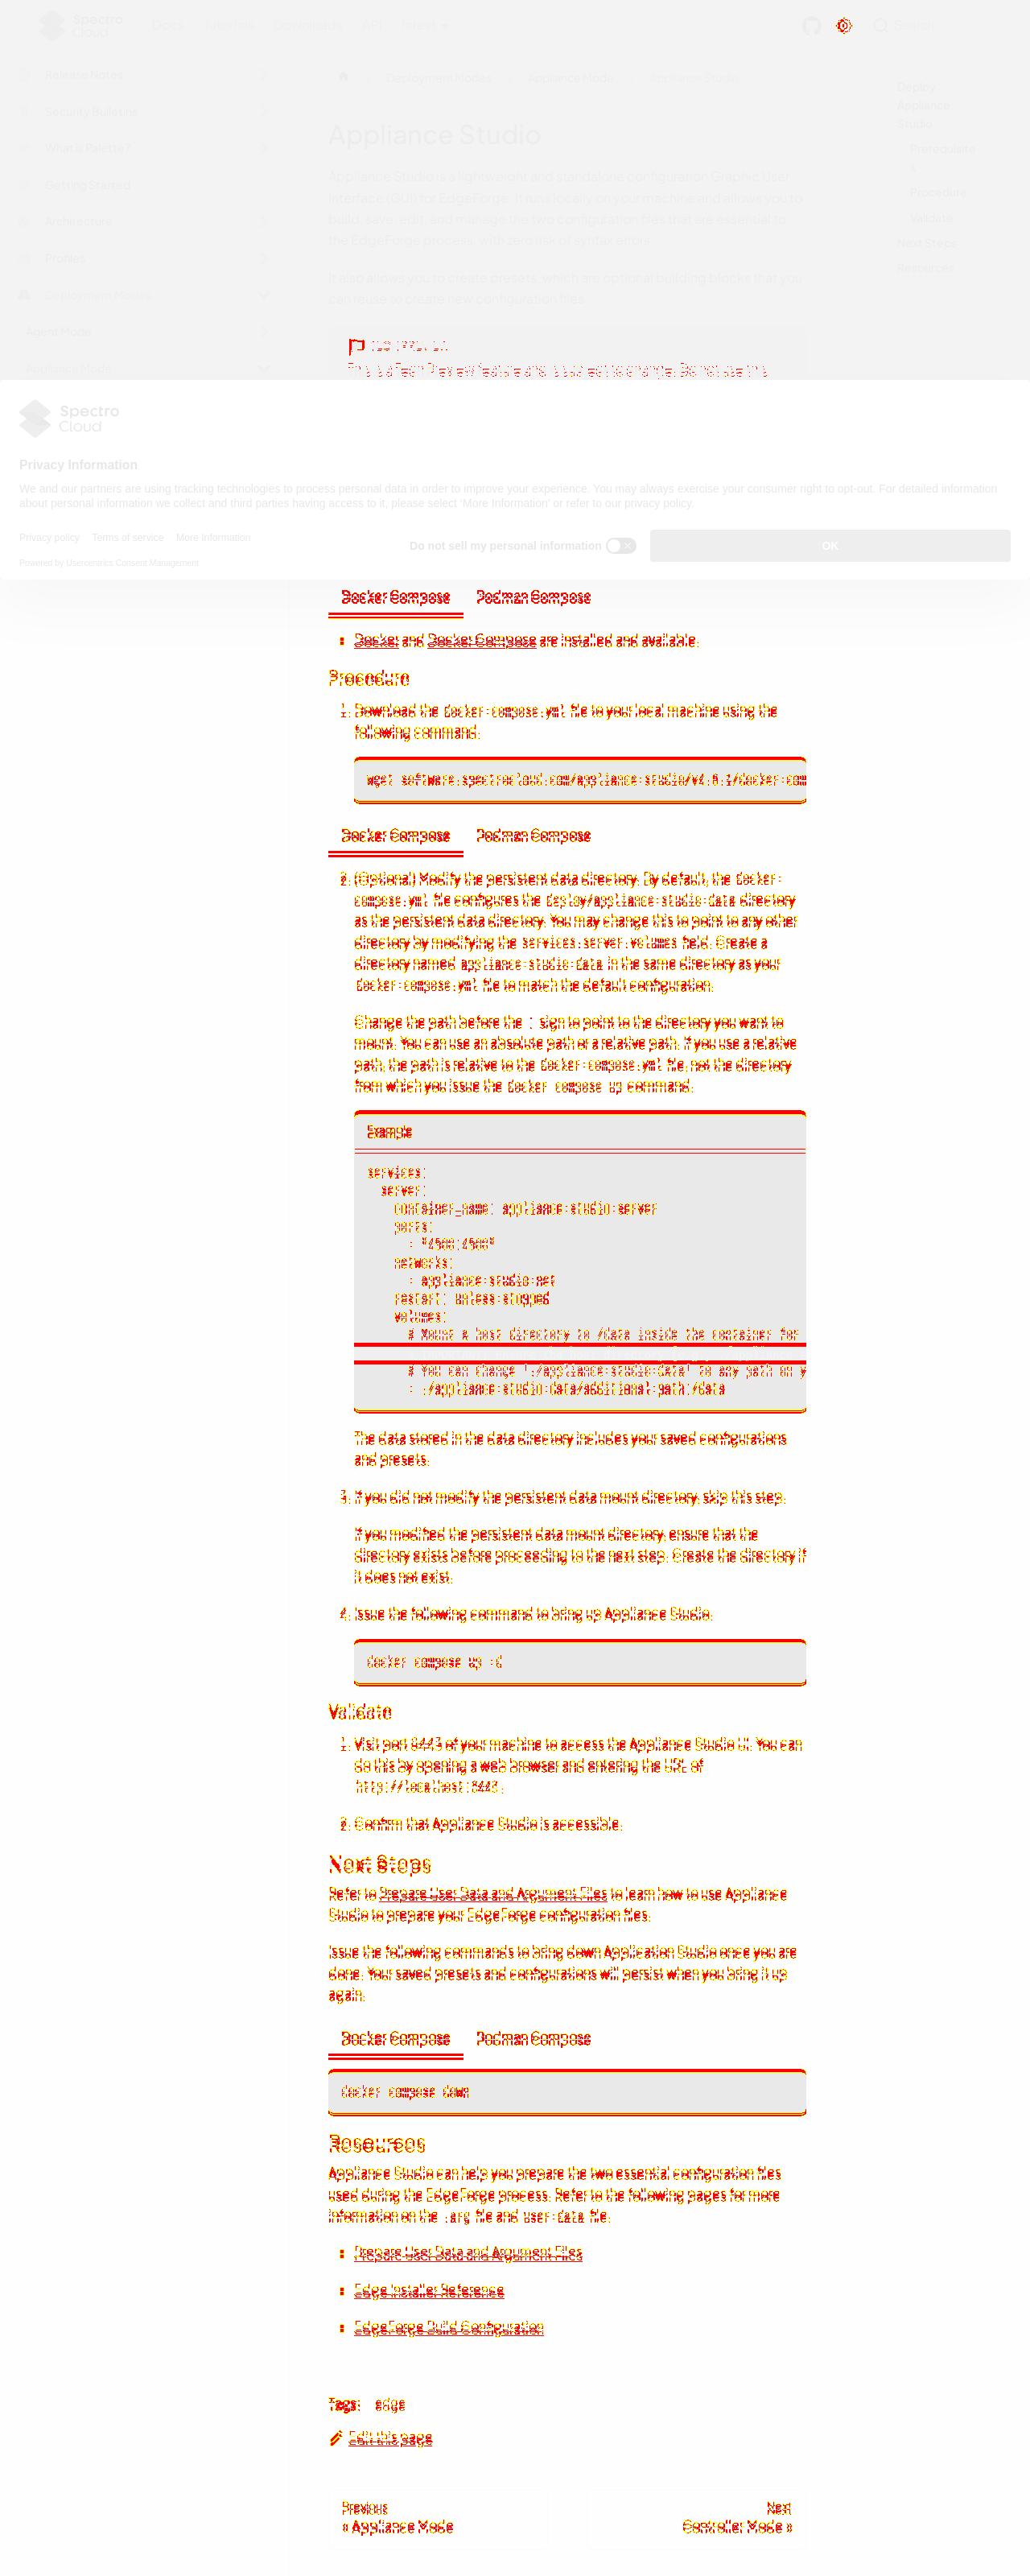 Spectro Cloud
Docs Tutorials Downloads API
Search
Release Notes
Security Bulletins
What is Palette?
Getting Started
Architecture
Profiles
Deployment Modes
Agent Mode
Appliance Mode
Deployment Modes Appliance Mode Appliance Studio
Appliance Studio
Appliance Studio is a lightweight and standalone configuration Graphic User
Interface (GUI) for EdgeForge. It runs locally on your machine and allows you to
build, save, edit, and manage the two configuration files that are essential to
the EdgeForge process, with zero risk of syntax errors.
It also allows you to create presets, which are optional building blocks that you
can reuse to create new configuration files.
Deploy
Appliance
Studio
Prerequisites
Procedure
Validate
Next Steps
Resources
This is a Tech Preview feature and is subject to change. Do not use this
Spectro
Cloud
Privacy Information
We and our partners are using tracking technologies to process personal data in order to improve your experience. You may always exercise your consumer right to opt-out. For detailed information
about personal information we collect and third parties having access to it, please select 'More Information' or refer to our privacy policy.
Privacy policy Terms of service More Information
Do not sell my personal information
OK
Powered by Usercentrics Consent Management
Docker Compose Podman Compose
Docker and Docker Compose are installed and available.
Procedure
1. Download the docker-compose.yml file to your local machine using the
following command.
wget software.spectrocloud.com/appliance-studio/v4.6.1/docker-com
Docker Compose Podman Compose
2. (Optional) Modify the persistent data directory. By default, the docker-
compose.yml file configures the deploy/appliance-studio-data directory
as the persistent data directory. You may change this to point to any other
directory by modifying the services.server.volumes field. Create a
directory named appliance-studio-data in the same directory as your
docker-compose.yml file to match the default configuration.
Change the path before the : sign to point to the directory you want to
mount. You can use an absolute path or a relative path. If you use a relative
path, the path is relative to the docker-compose.yml file, not the directory
from which you issue the docker compose up command.
Example
services:
server:
container_name: appliance-studio-server
ports:
- "4500:4500"
networks:
- appliance-studio-net
restart: unless-stopped
volumes:
# Mount a host directory to /data inside the container for
# You can change './appliance-studio-data' to any path on y
- ./appliance-studio-data/additional-path:/data
The data stored in the data directory includes your saved configurations
and presets.
3. If you did not modify the persistent data mount directory, skip this step.
If you modified the persistent data mount directory, ensure that the
directory exists before proceeding to the next step. Create the directory if
it does not exist.
4. Issue the following command to bring up Appliance Studio.
docker compose up -d
Validate
1. Visit port 8443 of your machine to access the Appliance Studio UI. You can
do this by opening a web browser and entering the URL of
http://localhost:8443.
2. Confirm that Appliance Studio is accessible.
Next Steps
Refer to Prepare User Data and Argument Files to learn how to use Appliance
Studio to prepare your EdgeForge configuration files.
Issue the following commands to bring down Application Studio once you are
done. Your saved presets and configurations will persist when you bring it up
again.
Docker Compose Podman Compose
docker compose down
Resources
Appliance Studio can help you prepare the two essential configuration files
used during the EdgeForge process. Refer to the following pages for more
information on the .arg file and user-data file.
Prepare User Data and Argument Files
Edge Installer Reference
EdgeForge Build Configuration
Tags: edge
Edit this page
Previous
« Appliance Mode
Next
Controller Mode »